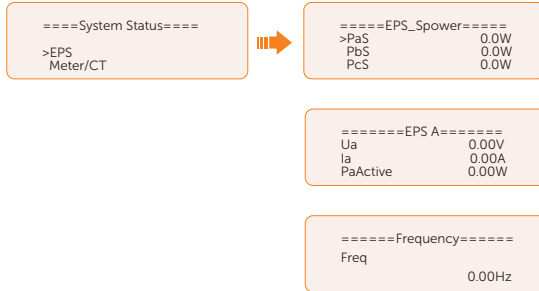 ====System Status====
>EPS
Meter/CT
=====EPS_Spower=====
>PaS 0.0W
PbS 0.0W
PcS 0.0W
=======EPS A=======
Ua 0.00V
Ia 0.00A
PaActive 0.00W
======Frequency======
Freq
0.00Hz